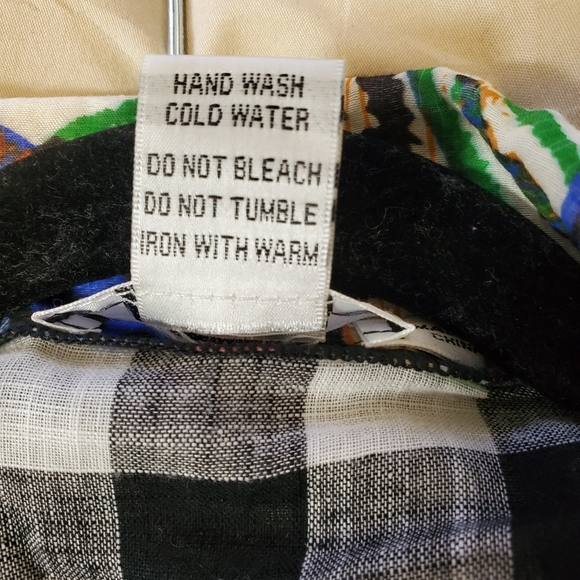 HAND WASH
COLD WATER
DO NOT BLEACH
DO NOT TUMBLE
IRON WITH WARM